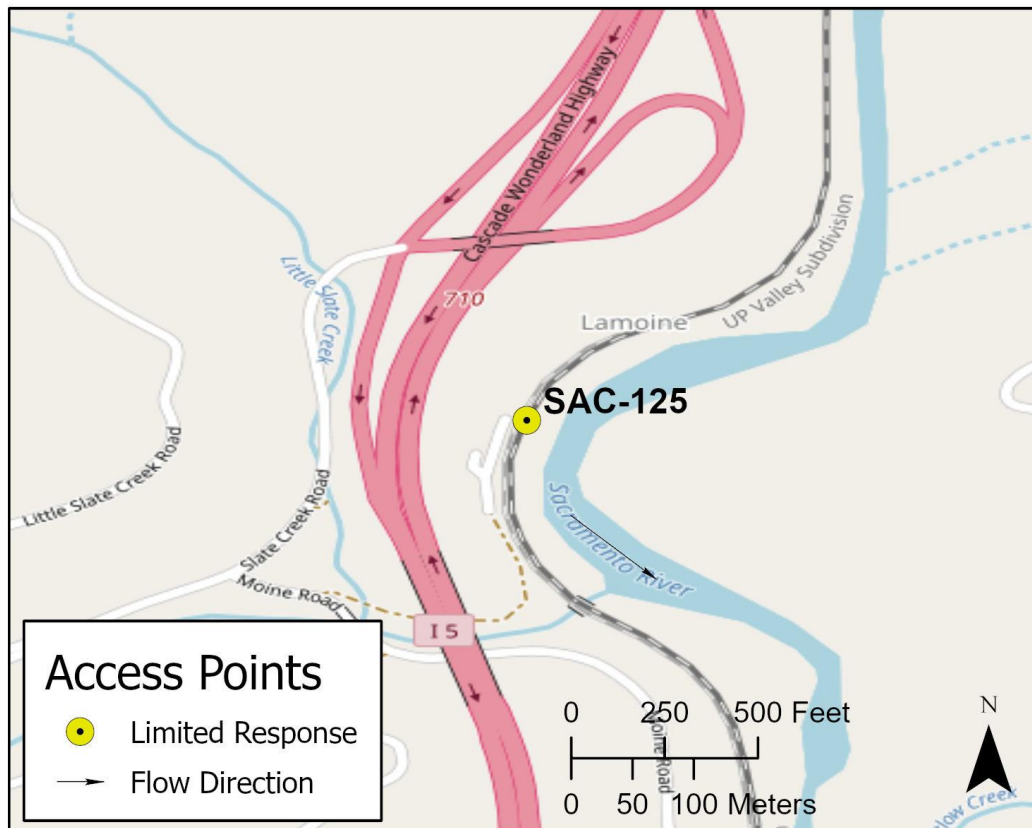 Cascade Wonderland Highway
Little Slate Creek
710
Lamoine
UP Valley Subdivision
SAC-125
Little Slate Creek Road
Slate Creek Road
Sacramento River
Moine Road
I 5
Moine Road
Access Points
Limited Response
Flow Direction
0 250 500 Feet
0 50 100 Meters
N
low Creek